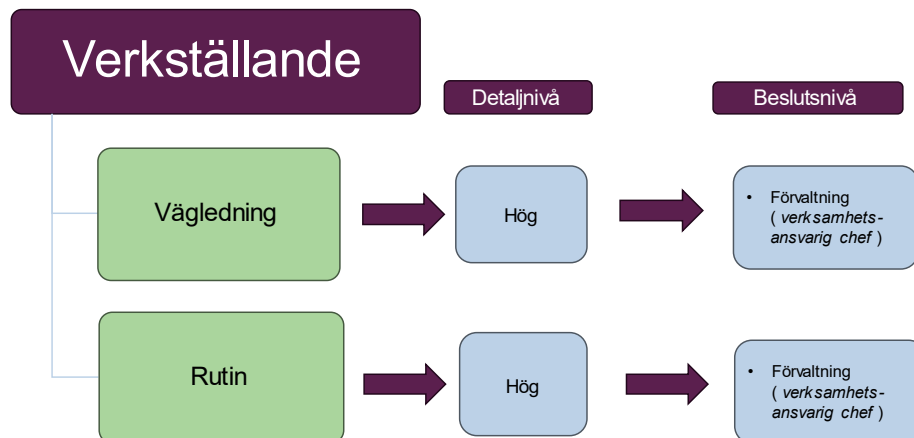 Verkställande
Detaljnivå
Beslutsnivå
Vägledning
Hög
• Förvaltning
( verksamhets-
ansvarig chef )
Rutin
Hög
• Förvaltning
( verksamhets-
ansvarig chef )